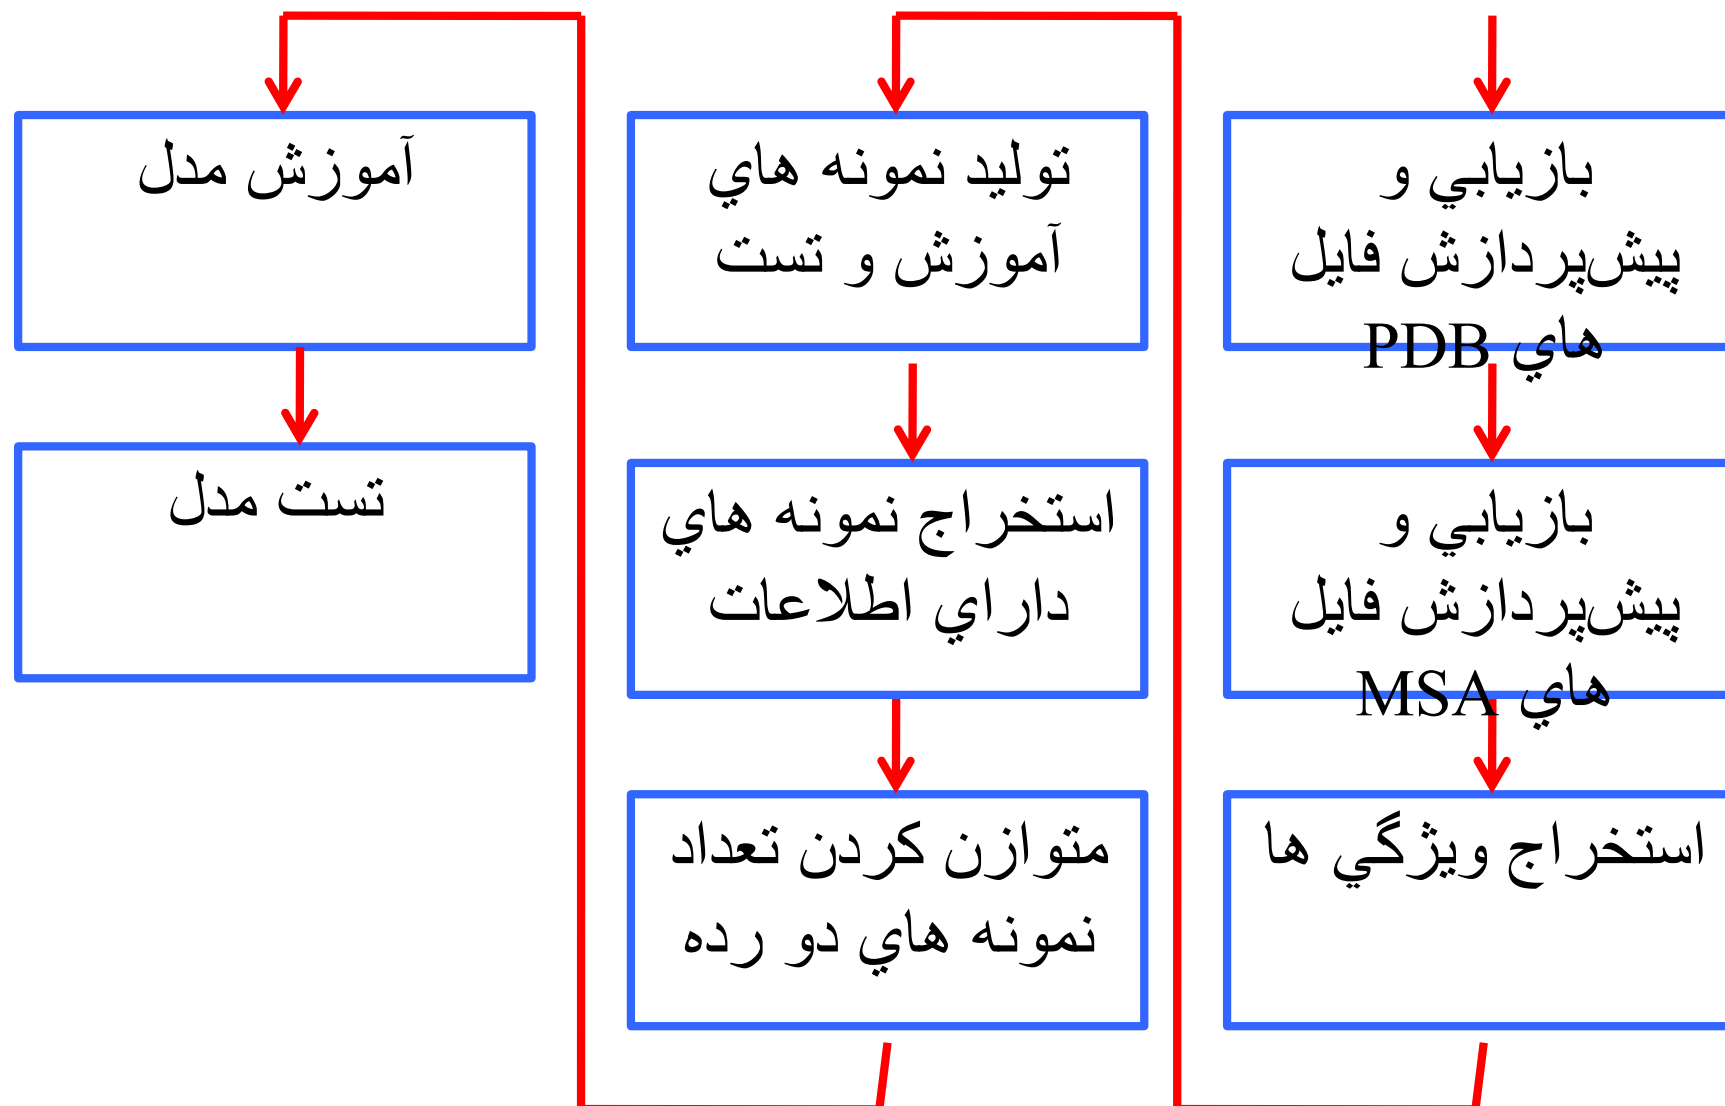 بازيابي و
پيش‌پردازش فايل
هاي PDB
بازيابي و
پيش‌پردازش فايل
هاي MSA
استخراج ويژگي ها
توليد نمونه هاي
آموزش و تست
استخراج نمونه هاي
داراي اطلاعات
متوازن كردن تعداد
نمونه هاي دو رده
آموزش مدل
تست مدل